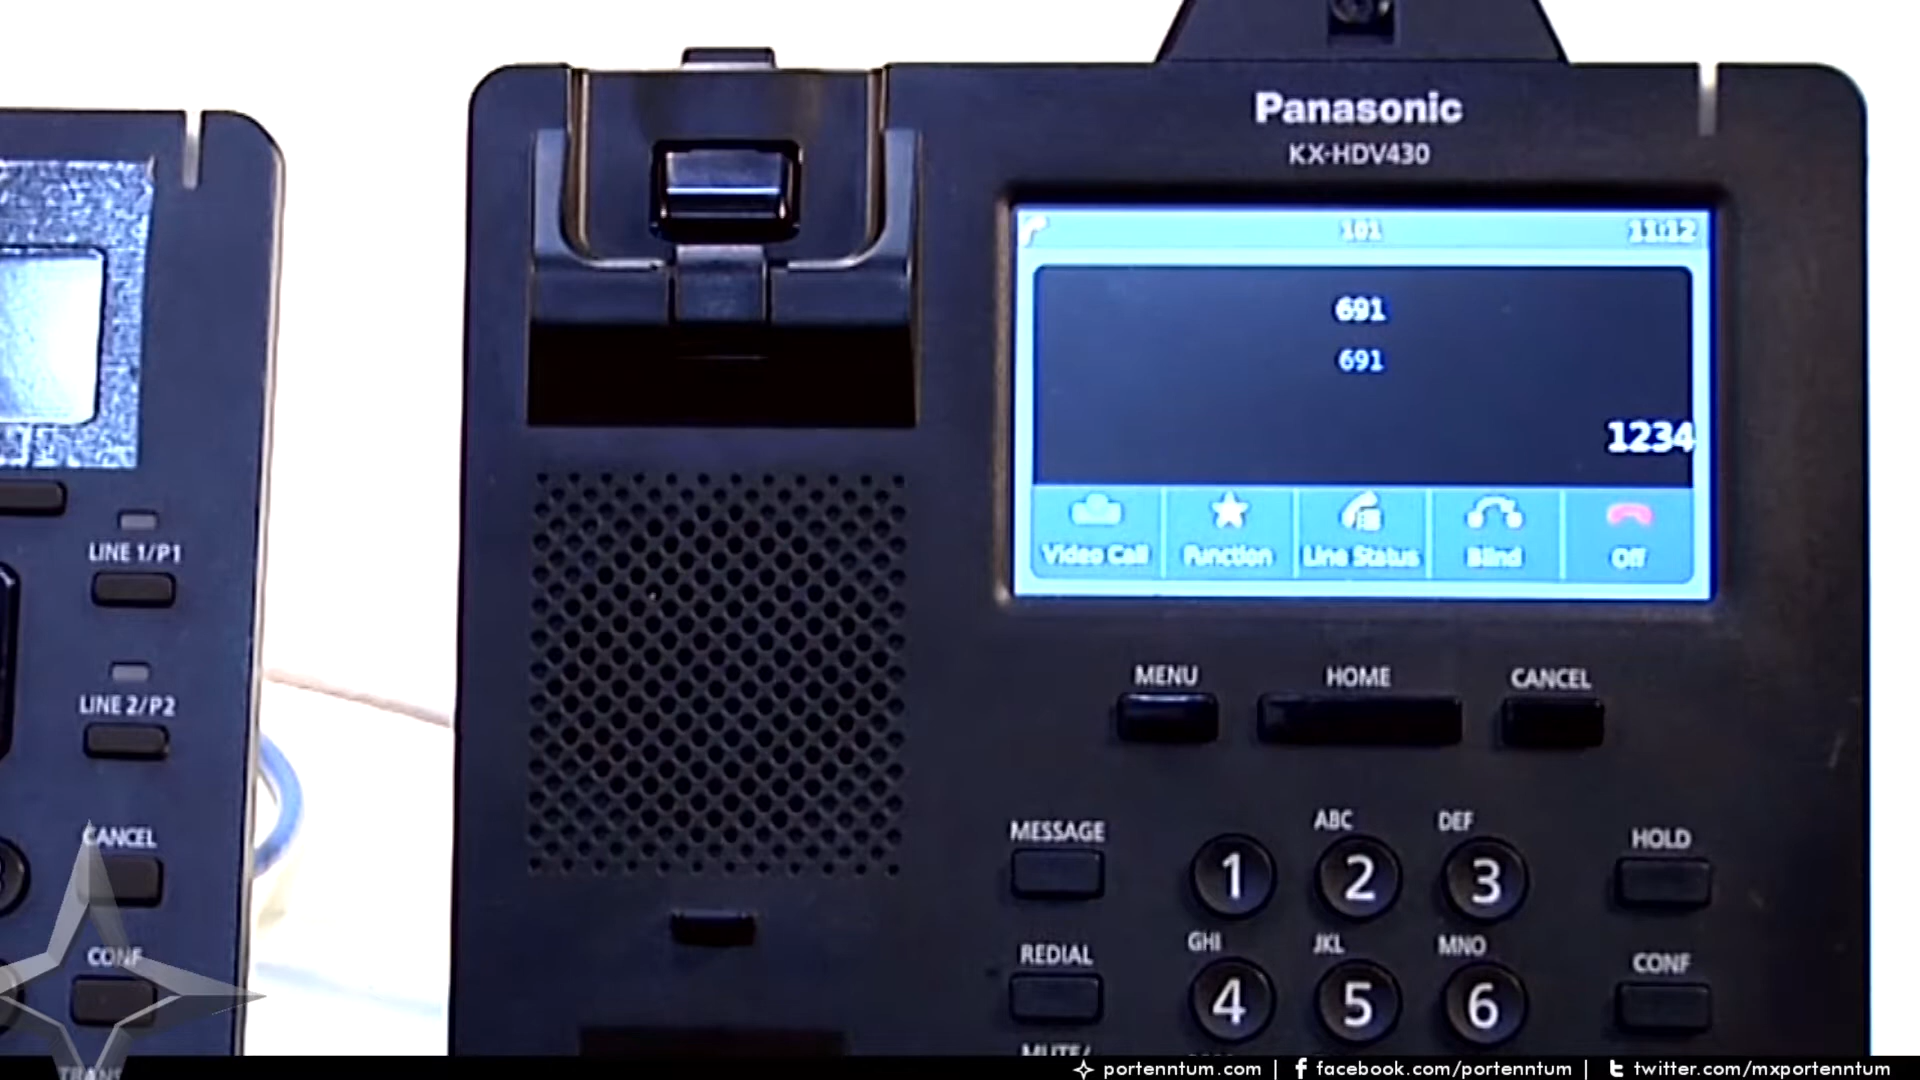 Panasonic
KX-HDV430
101 11:12
691
691
1234
Video Call Function Line Status Blind Off
LINE 1/P1
LINE 2/P2
CANCEL
CONF
MENU HOME CANCEL
MESSAGE
ABC DEF
1 2 3
HOLD
GHI JKL MNO
REDIAL
4 5 6
CONF
MUTE/
portenntum.com | facebook.com/portenntum | twitter.com/mxportenntum